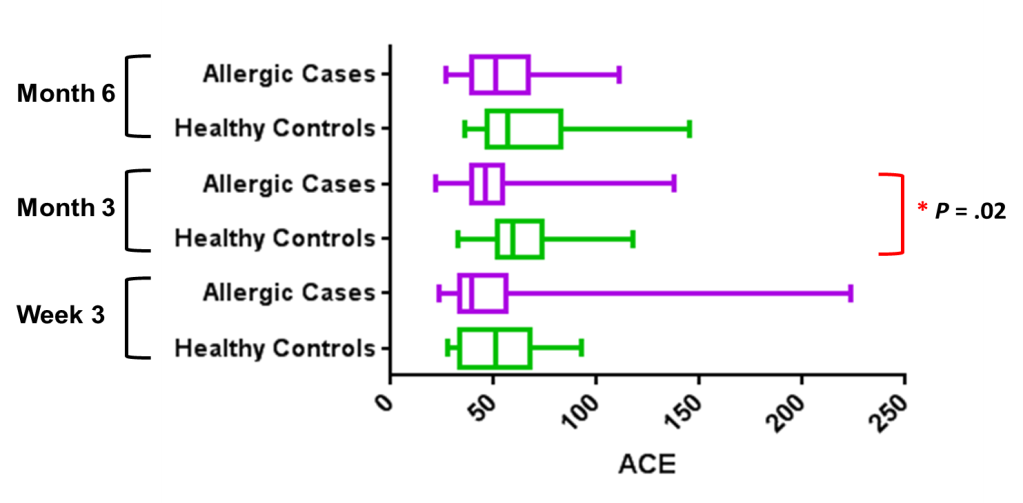 Month 6
Allergic Cases
Healthy Controls
Month 3
Allergic Cases
Healthy Controls
* P = .02
Week 3
Allergic Cases
Healthy Controls
0
50
100
150
200
250
ACE